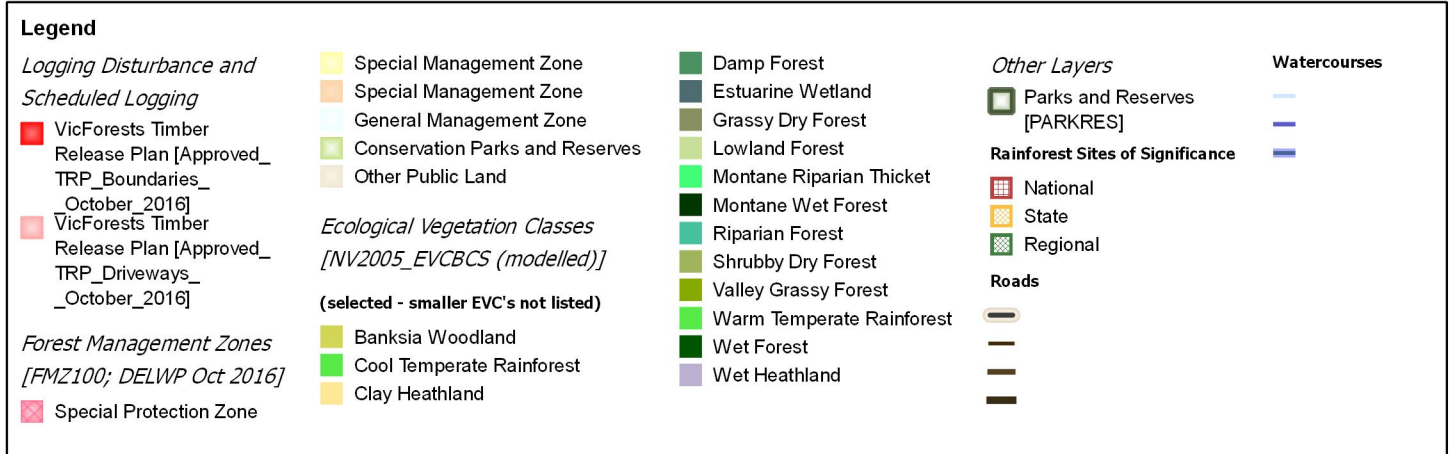 Legend
Logging Disturbance and
Scheduled Logging
VicForests Timber
Release Plan [Approved_
TRP_Boundaries_
_October_2016]
VicForests Timber
Release Plan [Approved_
TRP_Driveways_
_October_2016]
Forest Management Zones
[FMZ100; DELWP Oct 2016]
Special Protection Zone
Special Management Zone
Special Management Zone
General Management Zone
Conservation Parks and Reserves
Other Public Land
Ecological Vegetation Classes
[NV2005_EVCBCS (modelled)]
(selected - smaller EVC's not listed)
Banksia Woodland
Cool Temperate Rainforest
Clay Heathland
Damp Forest
Estuarine Wetland
Grassy Dry Forest
Lowland Forest
Montane Riparian Thicket
Montane Wet Forest
Riparian Forest
Shrubby Dry Forest
Valley Grassy Forest
Warm Temperate Rainforest
Wet Forest
Wet Heathland
Other Layers
Parks and Reserves
[PARKRES]
Rainforest Sites of Significance
National
State
Regional
Roads
Watercourses